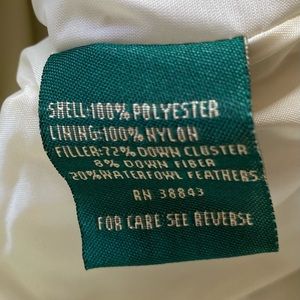 SHELL:100% POLYESTER
LINING:100% NYLON
FILLER:72% DOWN CLUSTER
8% DOWN FIBER
20%WATERFOWL FEATHERS
RN 38843
FOR CARE SEE REVERSE